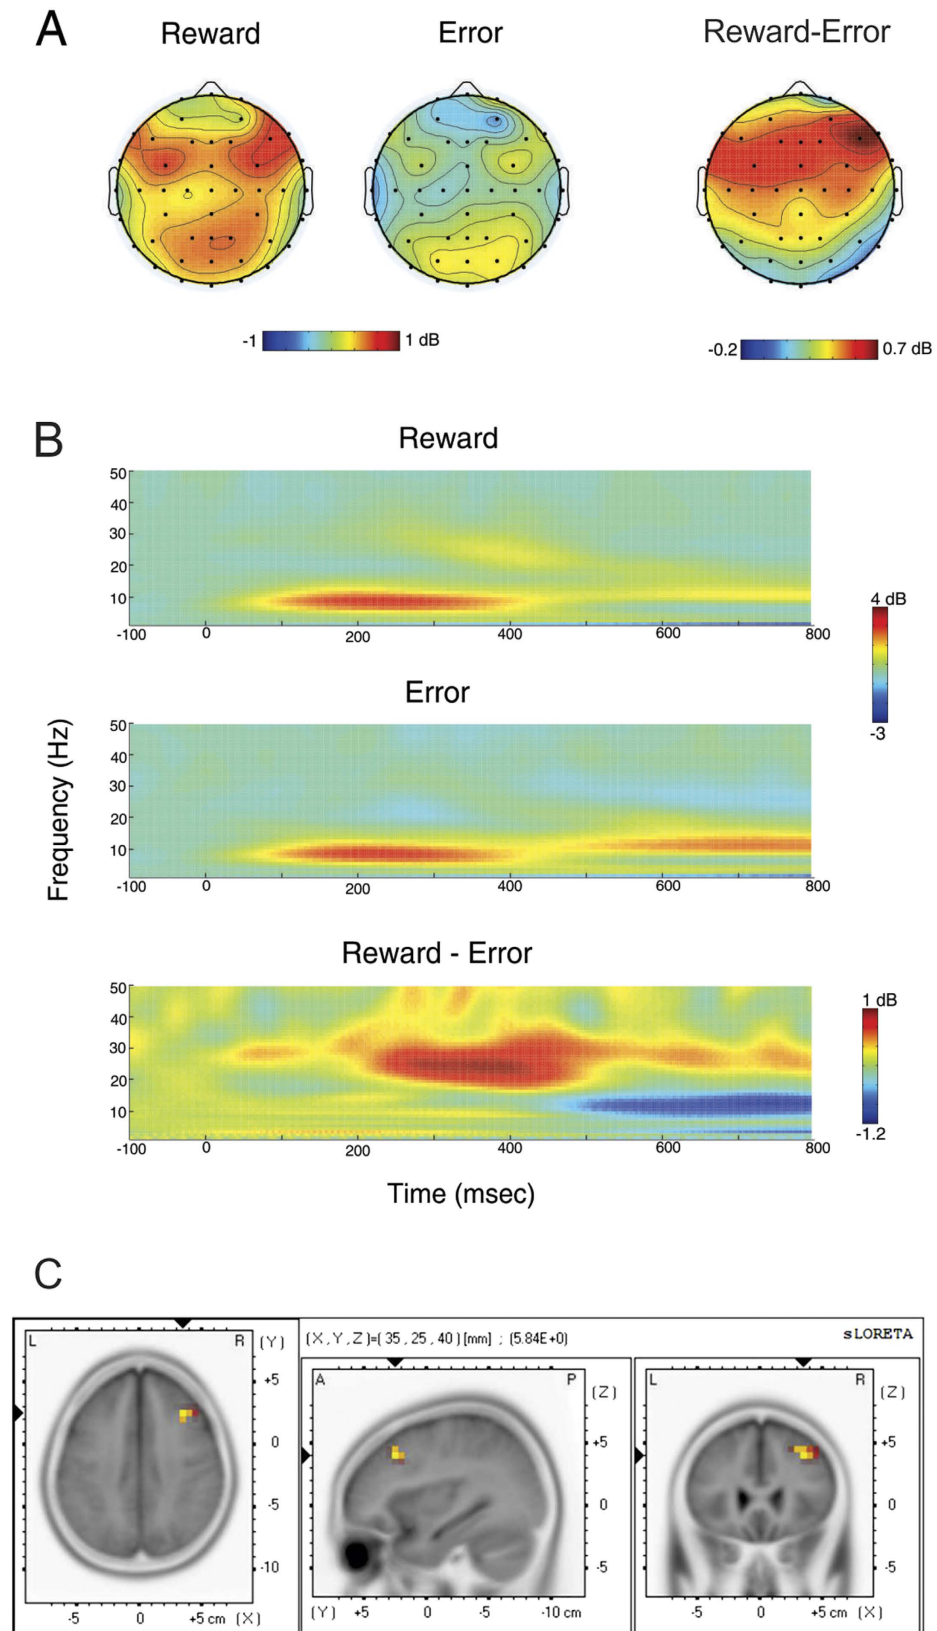 A
Reward Error Reward-Error
-1 1 dB -0.2 0.7 dB
B
Reward
50
40
30
20
10
-100 0 200 400 600 800
4 dB
-3
Error
Frequency (Hz)
50
40
30
20
10
-100 0 200 400 600 800
Reward - Error
50
40
30
20
10
-100 0 200 400 600 800
1 dB
-1.2
Time (msec)
C
(X,Y,Z)=(35,25,40)[mm] ; (5.84E+0) sLORETA
L R (Y)
+5
0
-5
-10
-5 0 +5 cm (X)
A P (Z)
+5
0
-5
(Y) +5 0 -5 -10 cm
L R (Z)
+5
0
-5
-5 0 +5 cm (X)